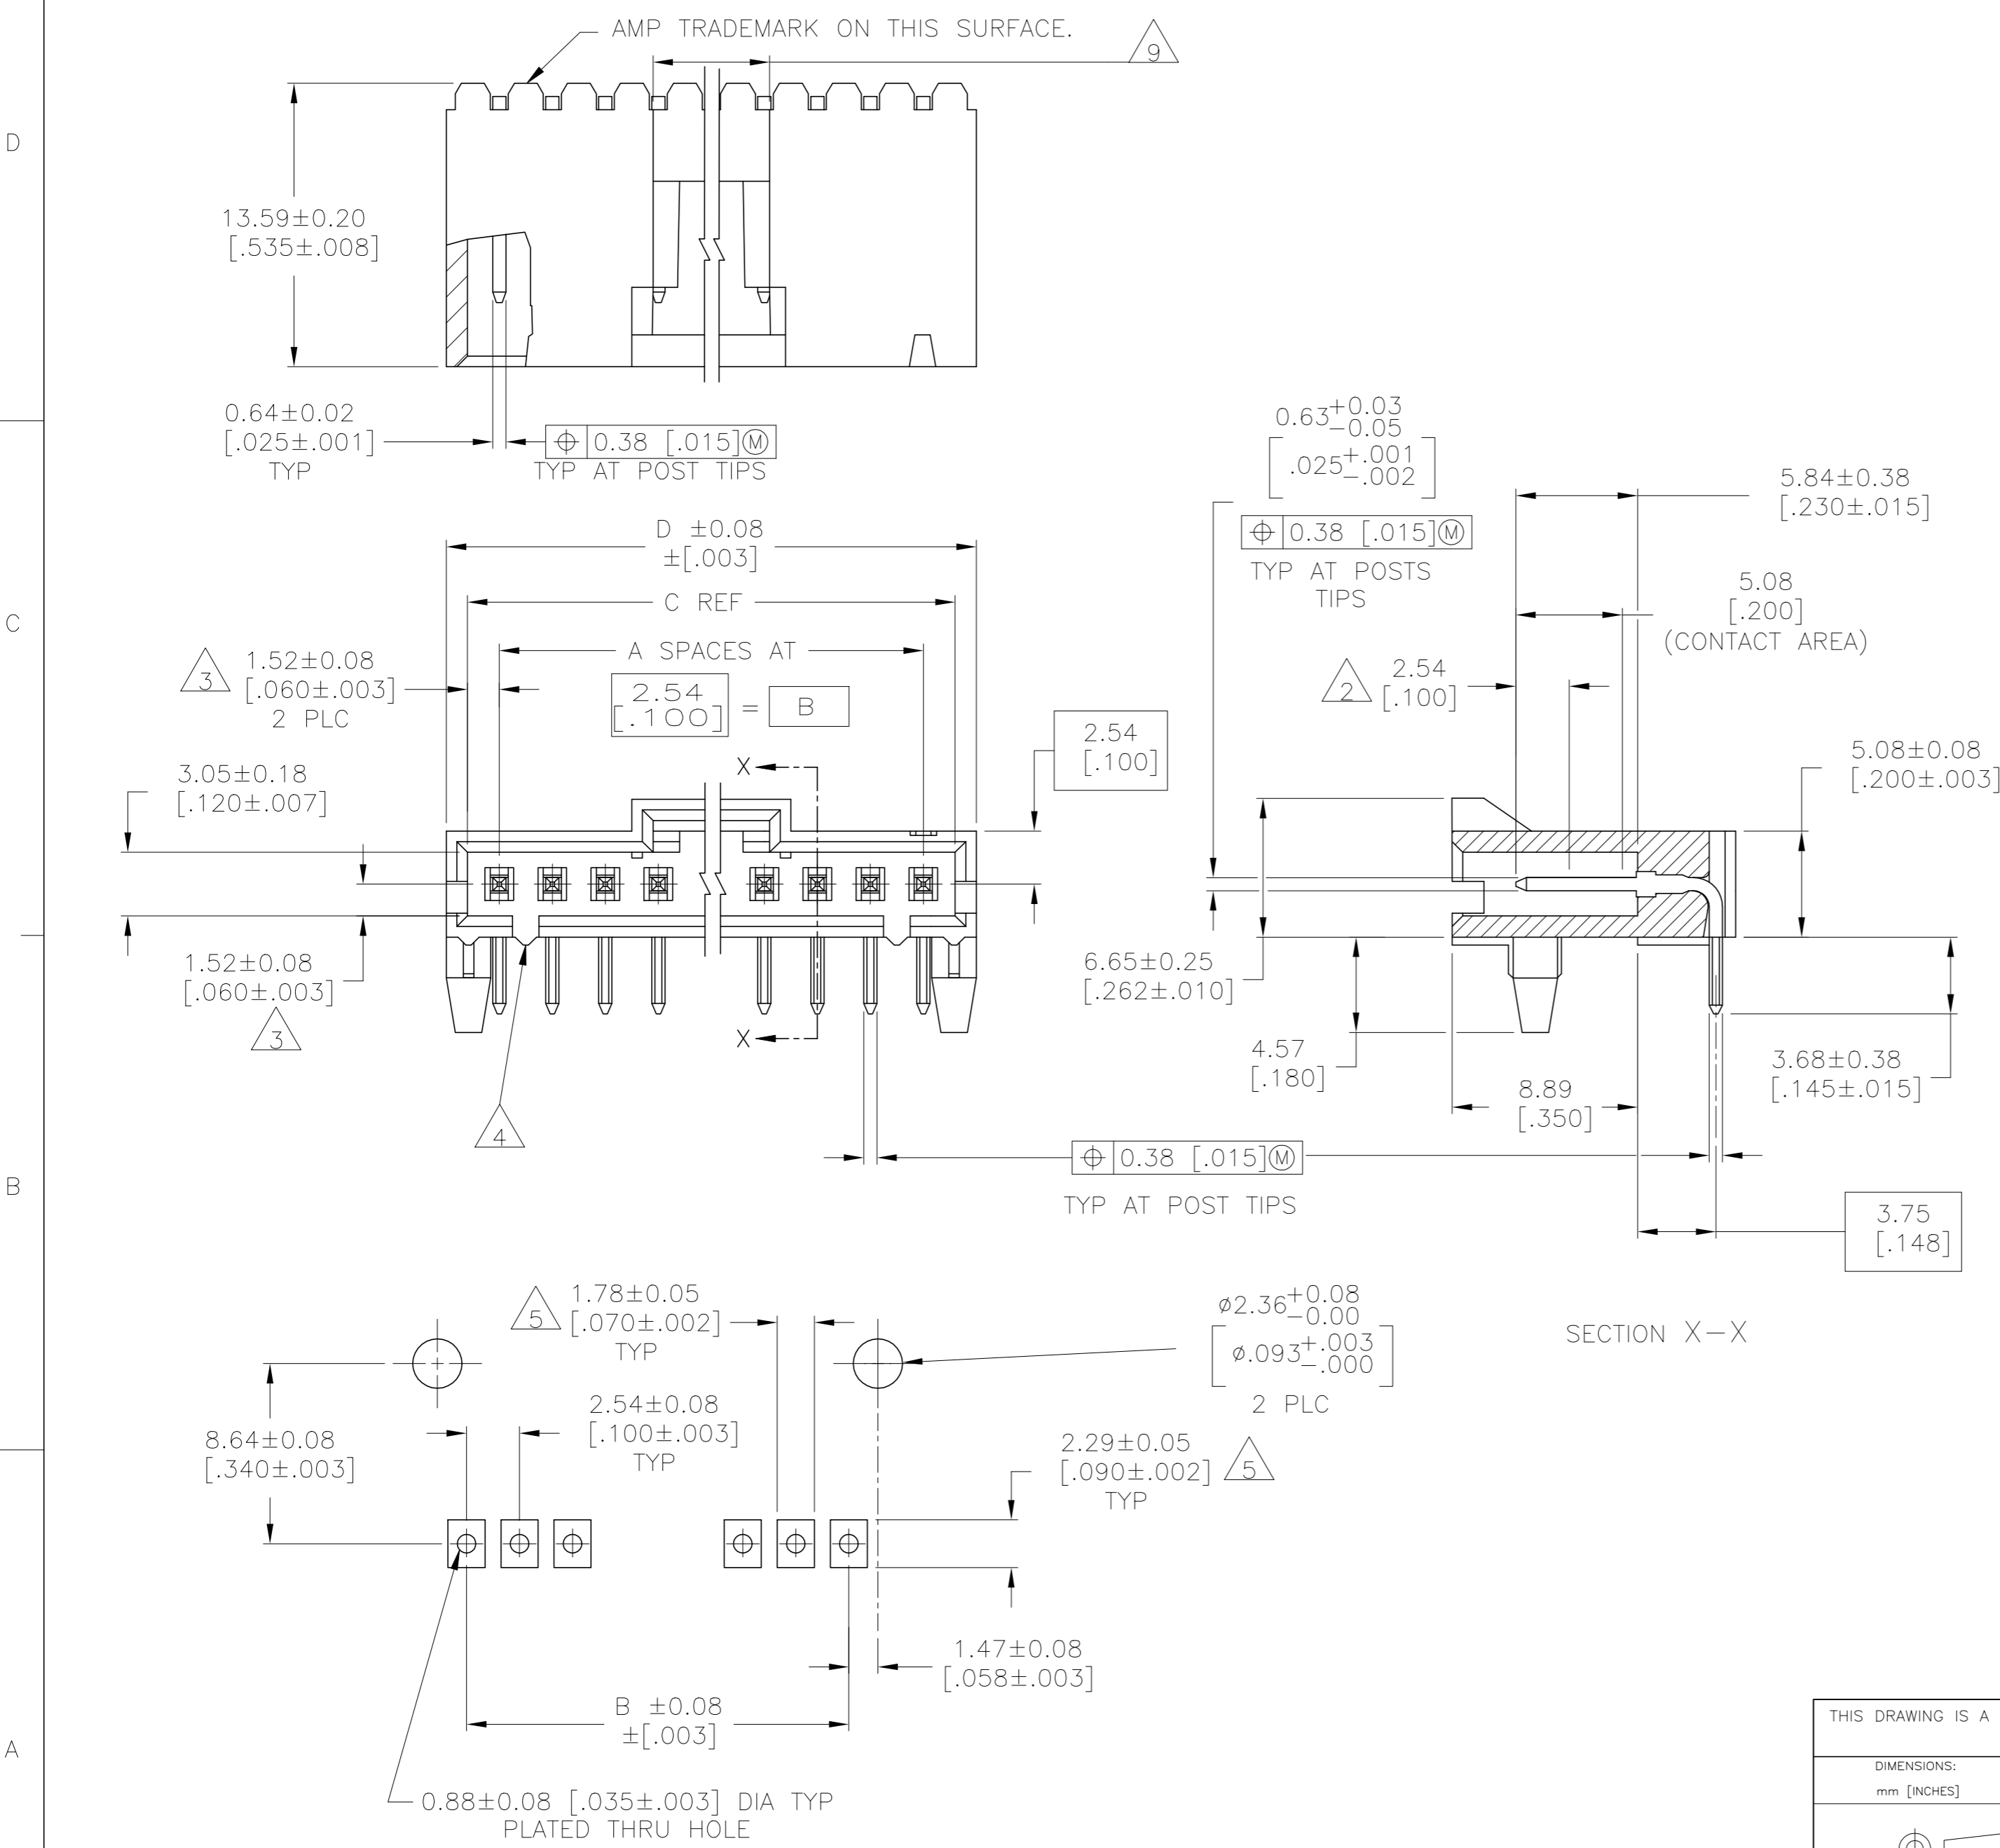 AMP TRADEMARK ON THIS SURFACE.
9
D
13.59±0.20
[.535±.008]
0.64±0.02
[.025±.001]
TYP
⌖ 0.38 [.015]Ⓜ
TYP AT POST TIPS
0.63+0.03
-0.05
.025+.001
-.002
⌖ 0.38 [.015]Ⓜ
TYP AT POSTS
TIPS
5.84±0.38
[.230±.015]
5.08
[.200]
(CONTACT AREA)
C
D ±0.08
±[.003]
C REF
A SPACES AT
2.54
[.100]
= B
3
1.52±0.08
[.060±.003]
2 PLC
2
2.54
[.100]
2.54
[.100]
X
3.05±0.18
[.120±.007]
5.08±0.08
[.200±.003]
1.52±0.08
[.060±.003]
3
X
4
6.65±0.25
[.262±.010]
4.57
[.180]
8.89
[.350]
3.68±0.38
[.145±.015]
B
⌖ 0.38 [.015]Ⓜ
TYP AT POST TIPS
3.75
[.148]
SECTION X-X
5
1.78±0.05
[.070±.002]
TYP
ø2.36+0.08
-0.00
ø.093+.003
-.000
2 PLC
8.64±0.08
[.340±.003]
2.54±0.08
[.100±.003]
TYP
2.29±0.05
[.090±.002]
5
TYP
1.47±0.08
[.058±.003]
B ±0.08
±[.003]
A
0.88±0.08 [.035±.003] DIA TYP
PLATED THRU HOLE
THIS DRAWING IS A
DIMENSIONS:
mm [INCHES]